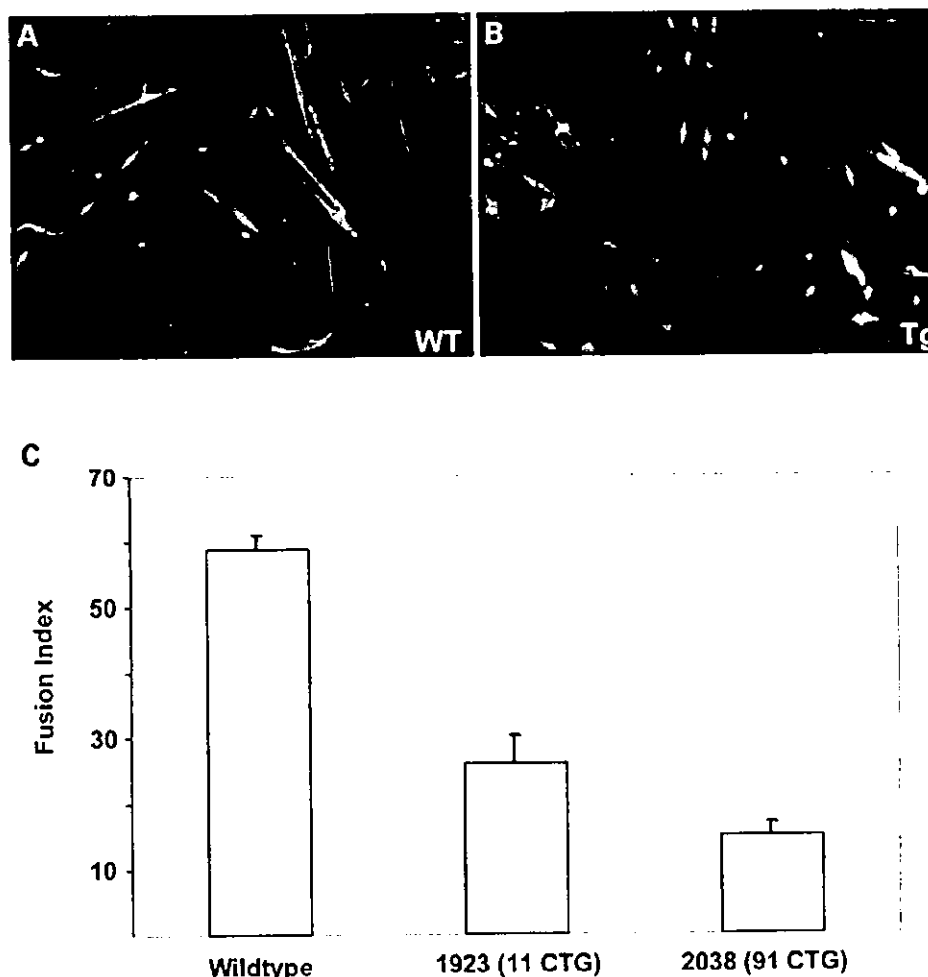 A
B
WT
Tg
C
70
50
30
10
Fusion Index
Wildtype
1923 (11 CTG)
2038 (91 CTG)